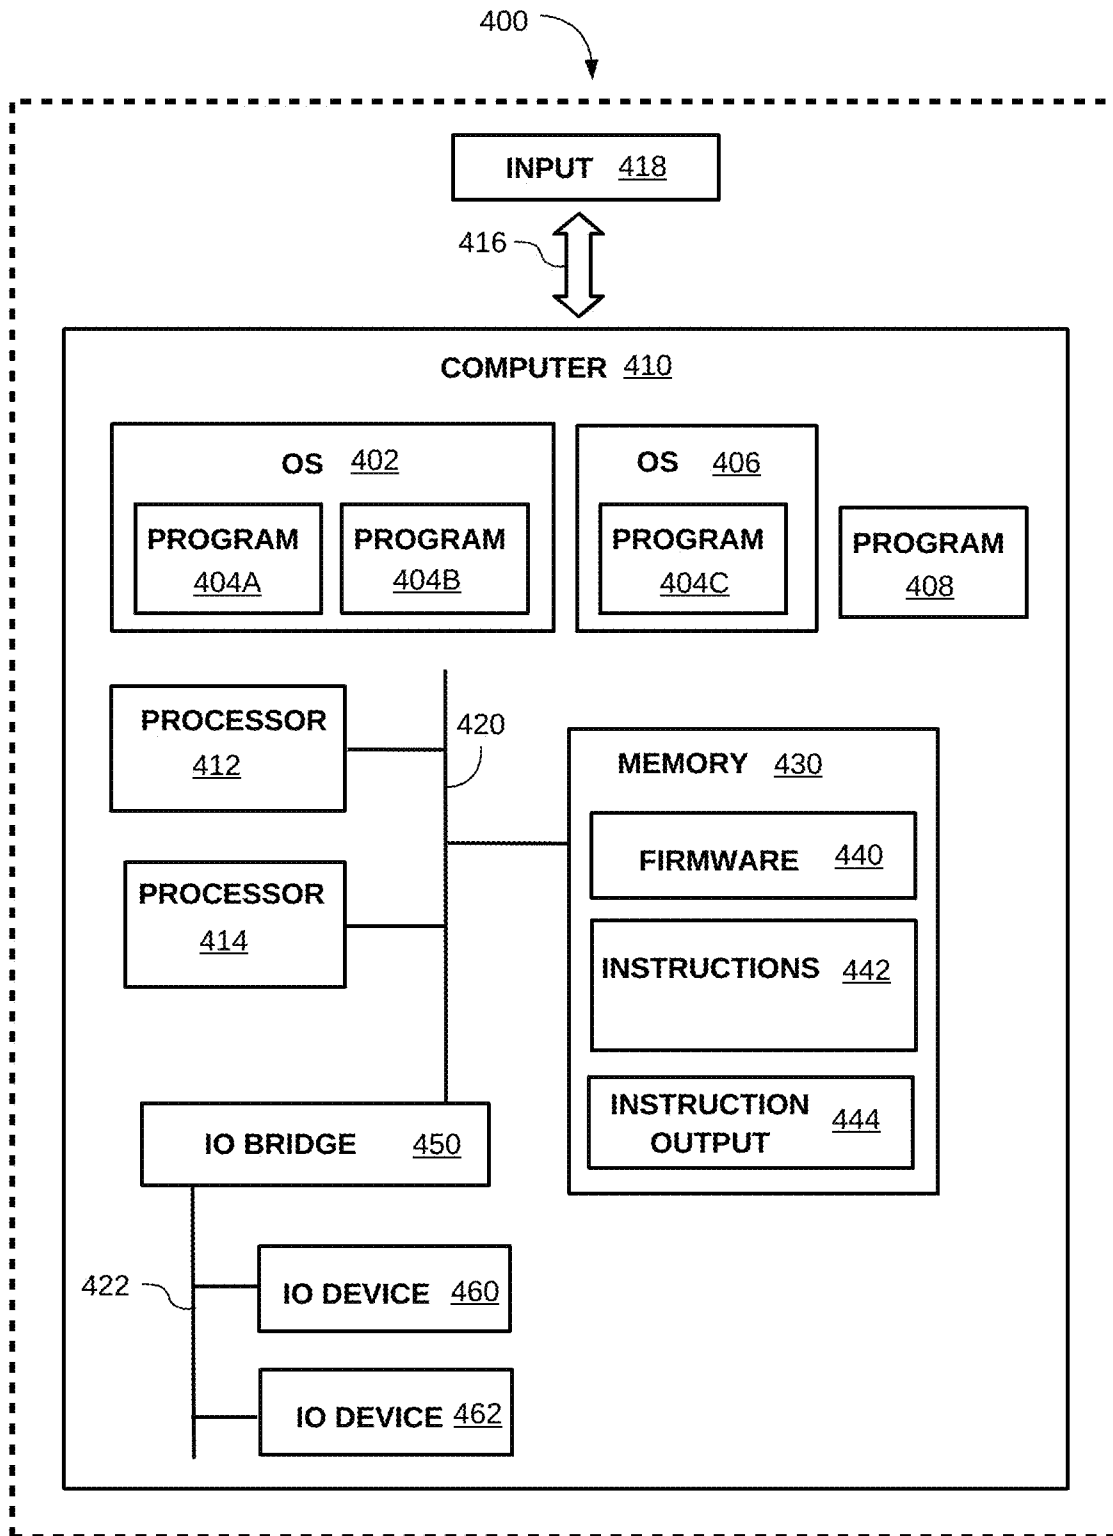 400
INPUT 418
416
COMPUTER 410
OS 402
OS 406
PROGRAM
404A
PROGRAM
404B
PROGRAM
404C
PROGRAM
408
PROCESSOR
412
420
MEMORY 430
FIRMWARE 440
PROCESSOR
414
INSTRUCTIONS 442
INSTRUCTION
OUTPUT
444
IO BRIDGE 450
422
IO DEVICE 460
IO DEVICE 462